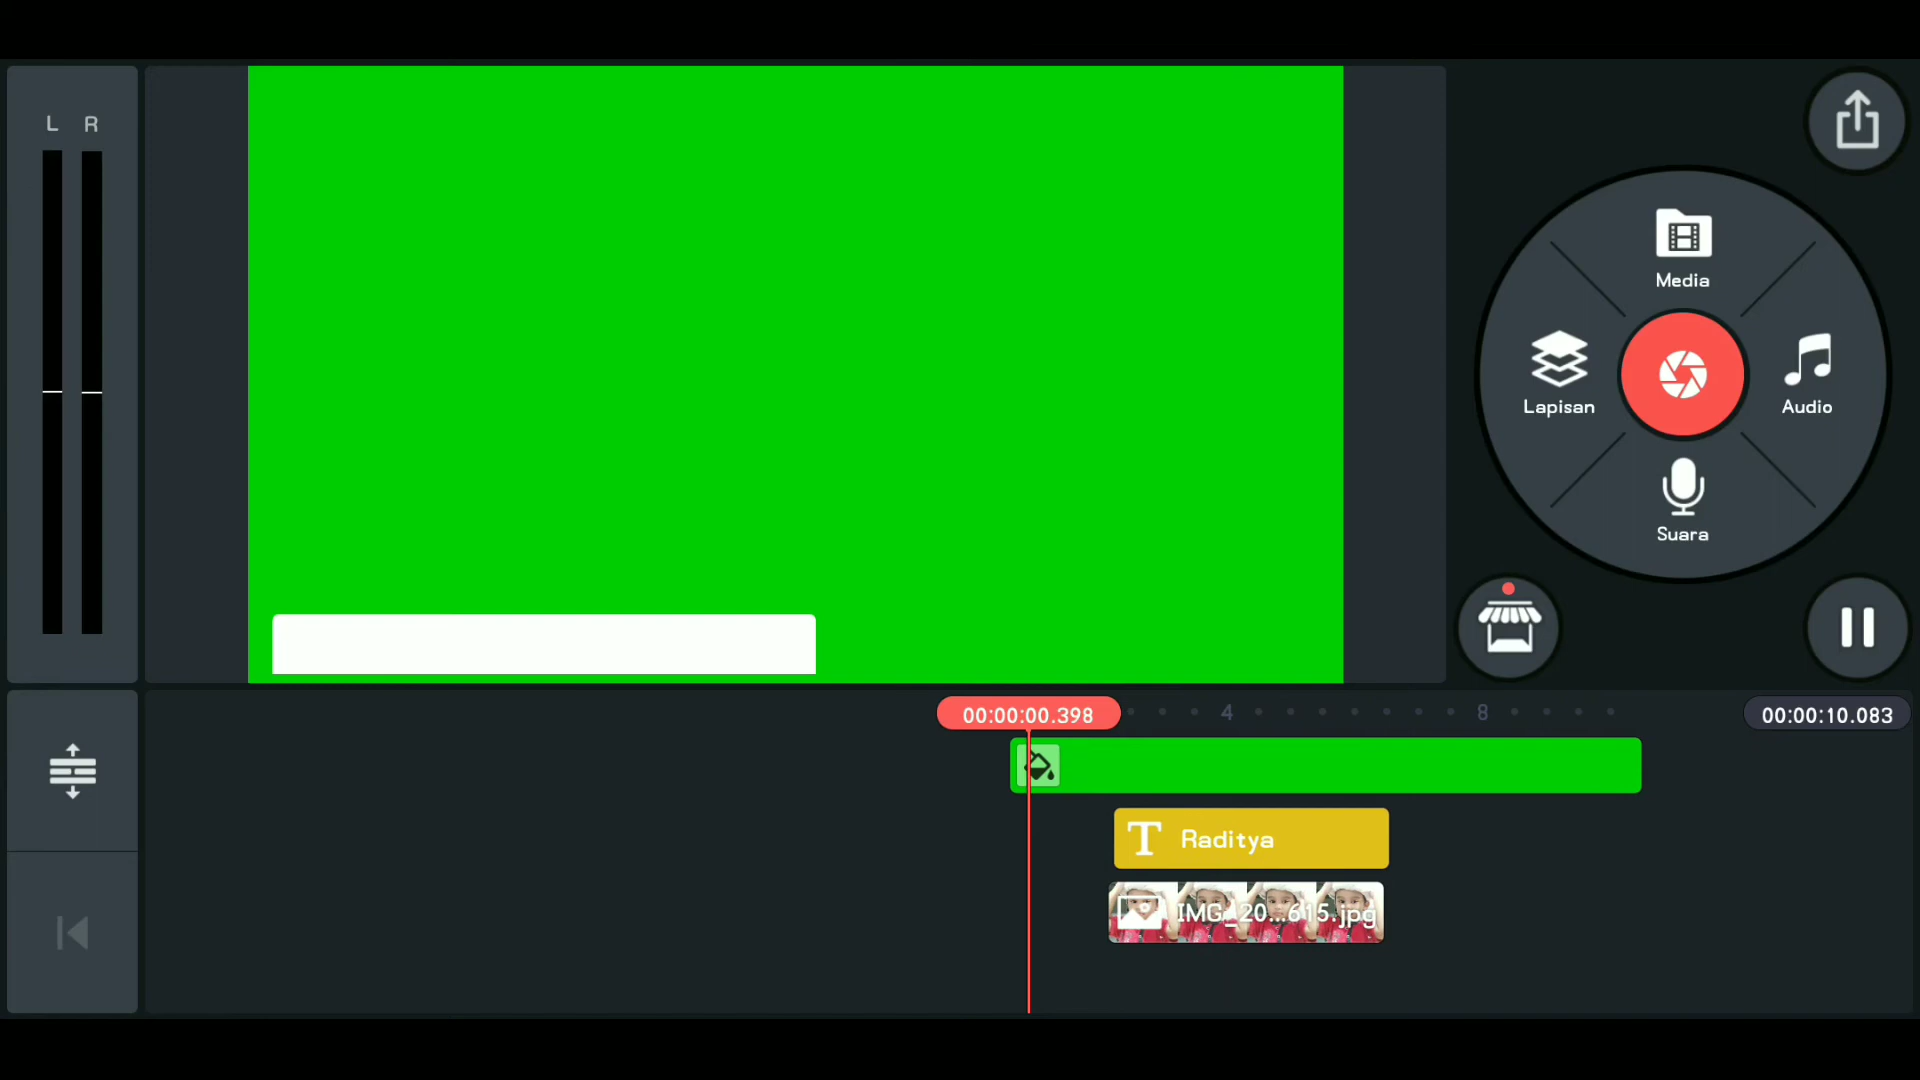 L R
Media
Lapisan
Audio
Suara
00:00:00.398
4
8
00:00:10.083
T Raditya
IMG_20...615.jpg